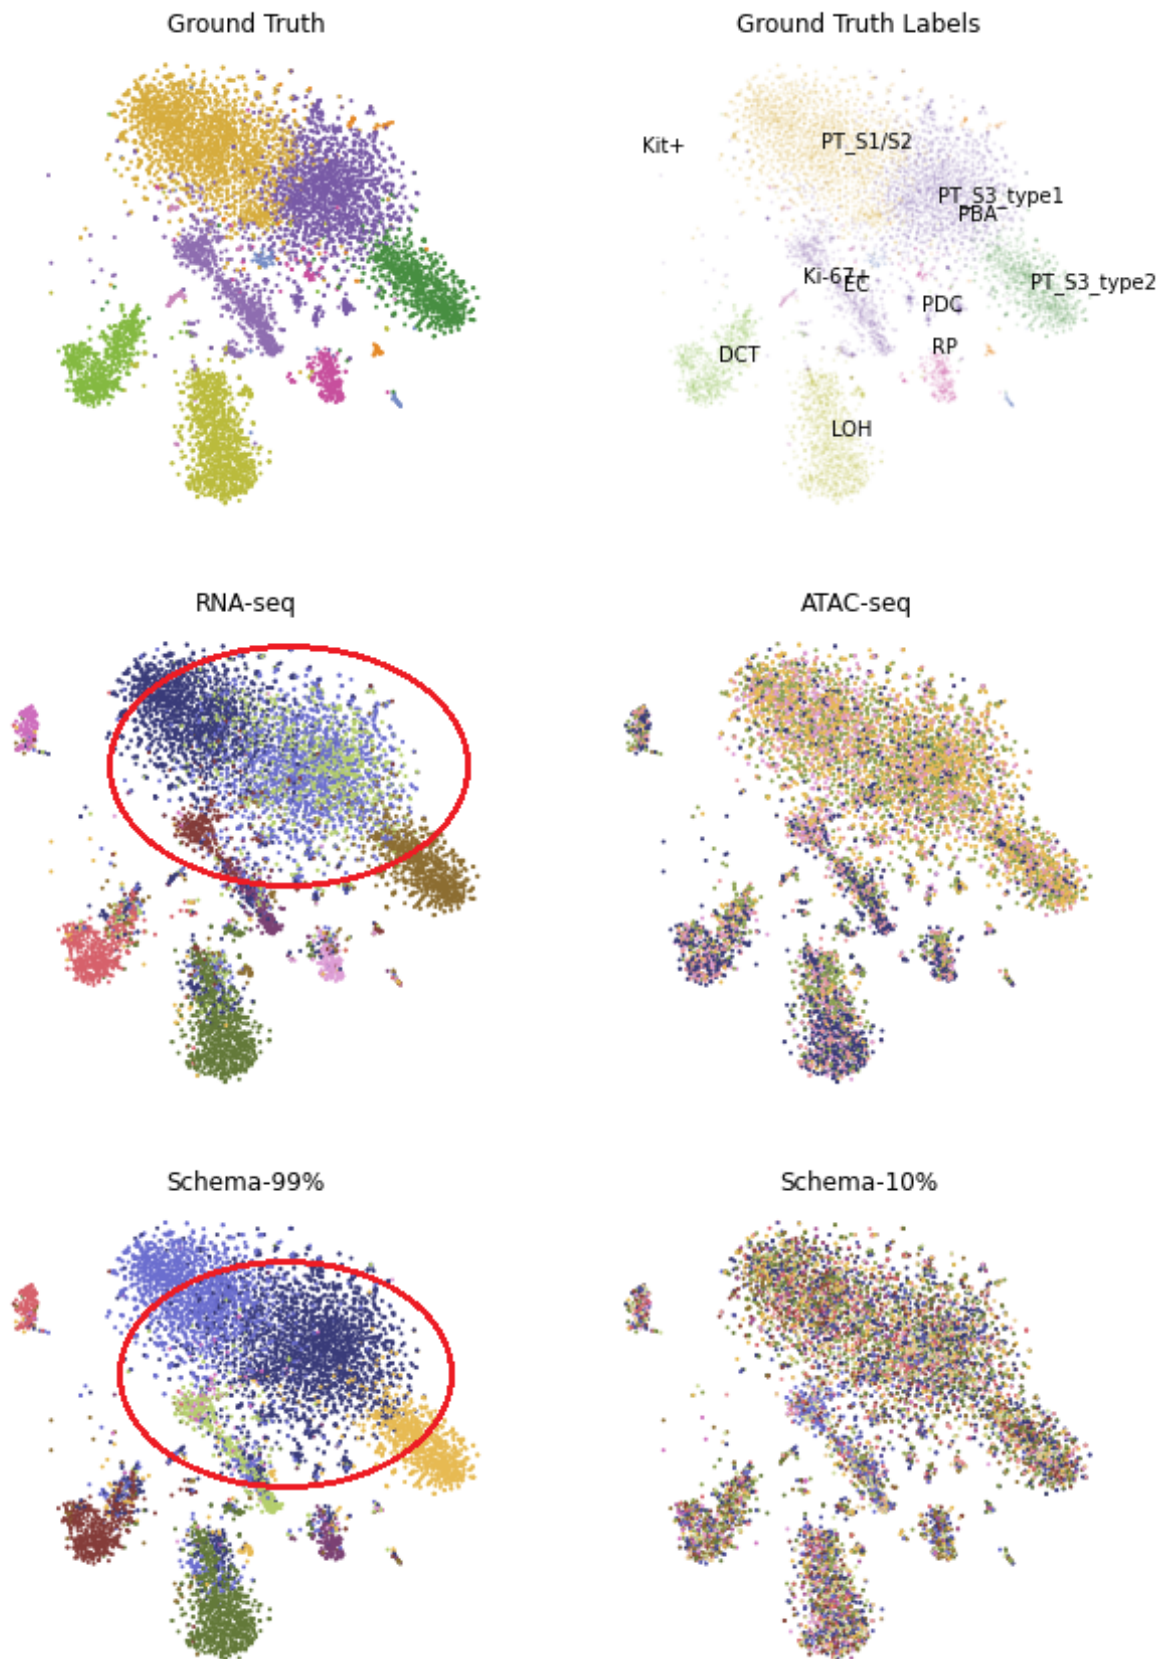 Ground Truth
Ground Truth Labels
Kit+
PT_S1/S2
PT_S3_type1
PBA
Ki-67+
EC
PT_S3_type2
PDC
DCT
RP
LOH
RNA-seq
ATAC-seq
Schema-99%
Schema-10%